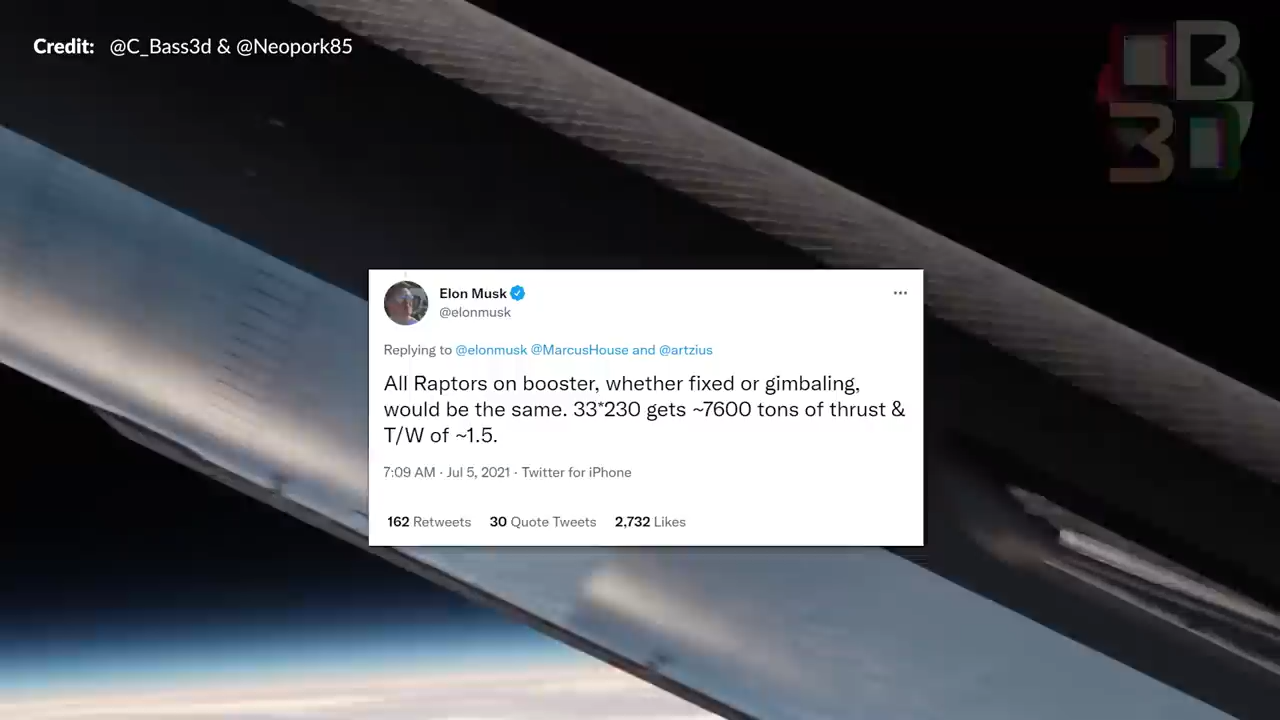 Credit: @C_Bass3d & @Neopork85
CB
3D
Elon Musk
@elonmusk
Replying to @elonmusk @MarcusHouse and @artzius
All Raptors on booster, whether fixed or gimbaling,
would be the same. 33*230 gets ~7600 tons of thrust &
T/W of ~1.5.
7:09 AM · Jul 5, 2021 · Twitter for iPhone
162 Retweets 30 Quote Tweets 2,732 Likes